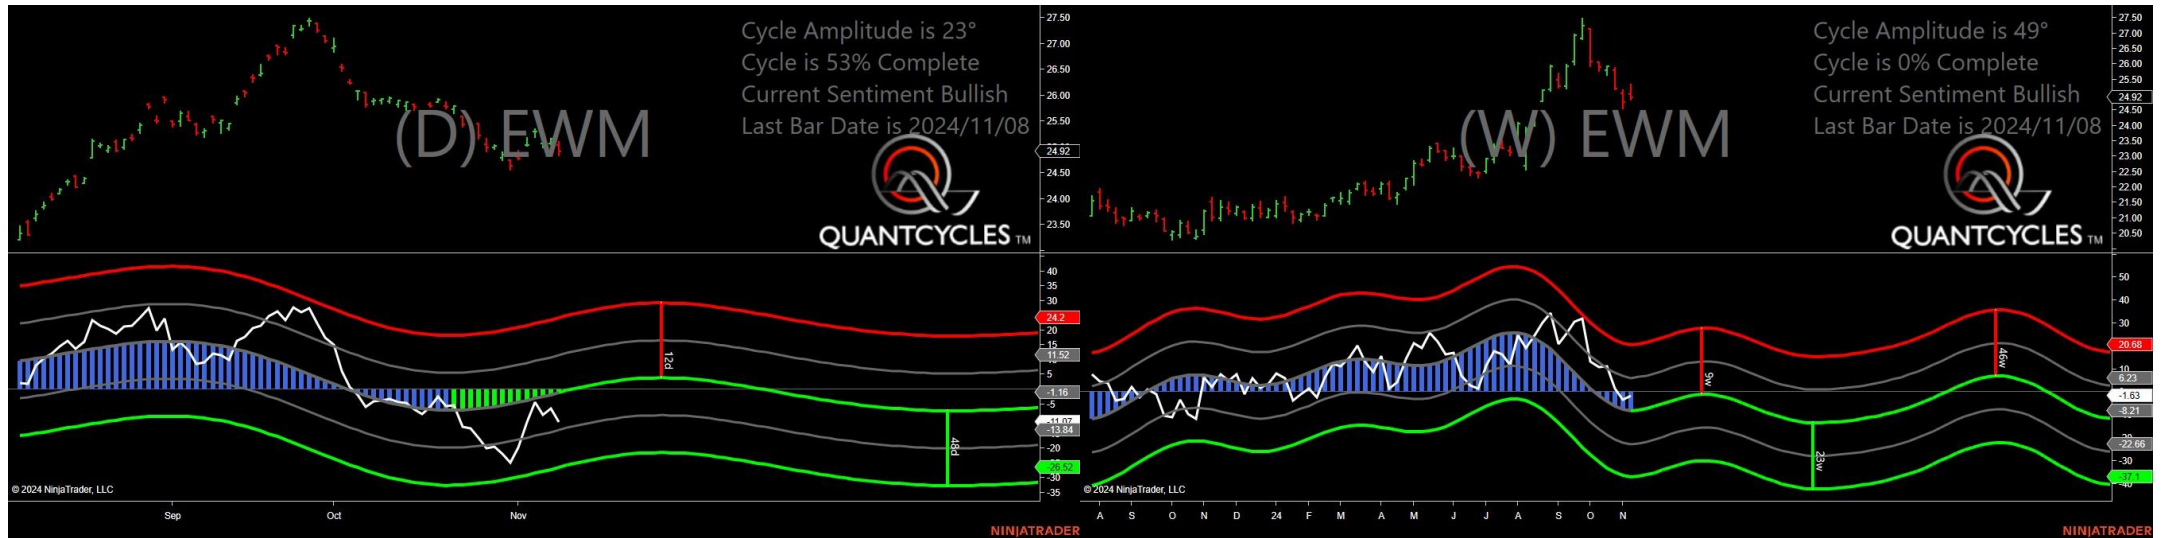 Cycle Amplitude is 23°
Cycle is 53% Complete
Current Sentiment Bullish
Last Bar Date is 2024/11/08
(D) EWM
QUANTCYCLES TM
27.50
27.00
26.50
26.00
25.50
24.92
24.50
24.00
23.50
40
35
30
24.2
20
15
11.52
5
-1.16
-5
-13.84
-20
-26.52
-30
-35
12d
48d
© 2024 NinjaTrader, LLC
Sep
Oct
Nov
NINJATRADER
Cycle Amplitude is 49°
Cycle is 0% Complete
Current Sentiment Bullish
Last Bar Date is 2024/11/08
(W) EWM
QUANTCYCLES TM
27.50
27.00
26.50
26.00
25.50
24.92
24.50
24.00
23.50
23.00
22.50
22.00
21.50
21.00
20.50
50
40
30
20.68
10
6.23
-1.63
-8.21
-22.66
-30
-37.1
9w
23w
46w
© 2024 NinjaTrader, LLC
A S O N D 24 F M A M J J A S O N
NINJATRADER